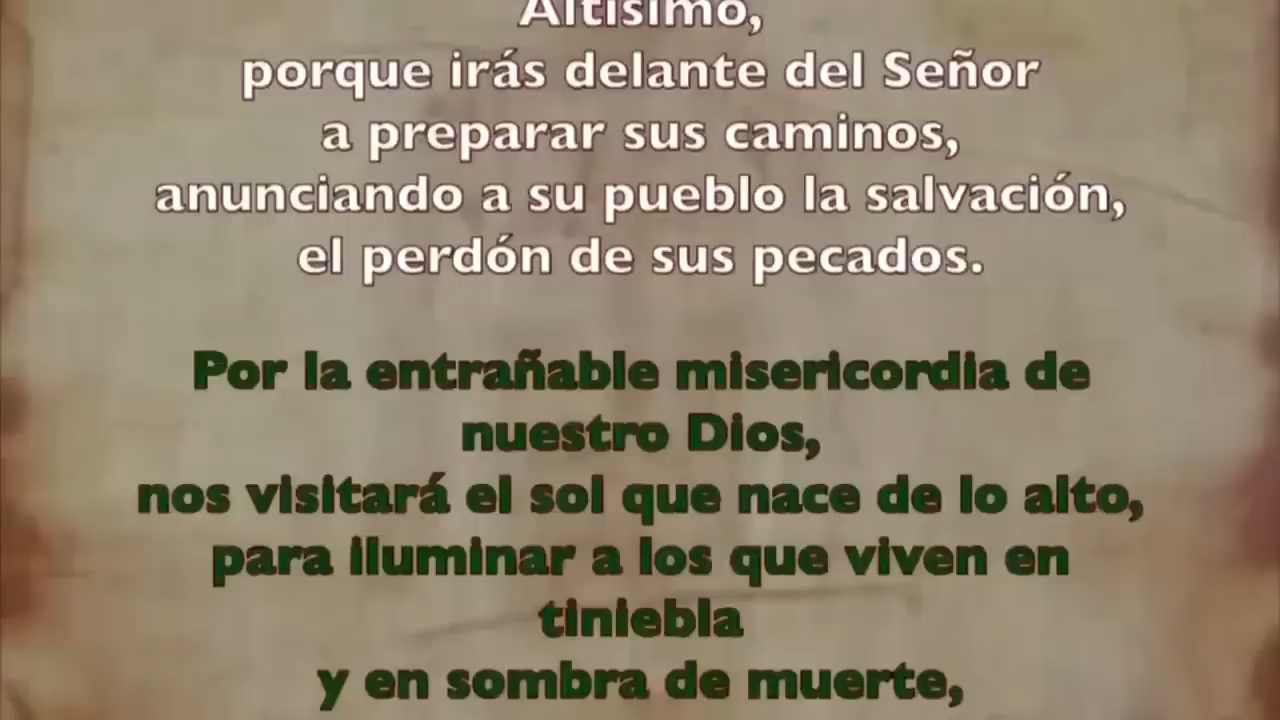 Altísimo,
porque irás delante del Señor
a preparar sus caminos,
anunciando a su pueblo la salvación,
el perdón de sus pecados.
Por la entrañable misericordia de
nuestro Dios,
nos visitará el sol que nace de lo alto,
para iluminar a los que viven en
tiniebla
y en sombra de muerte,